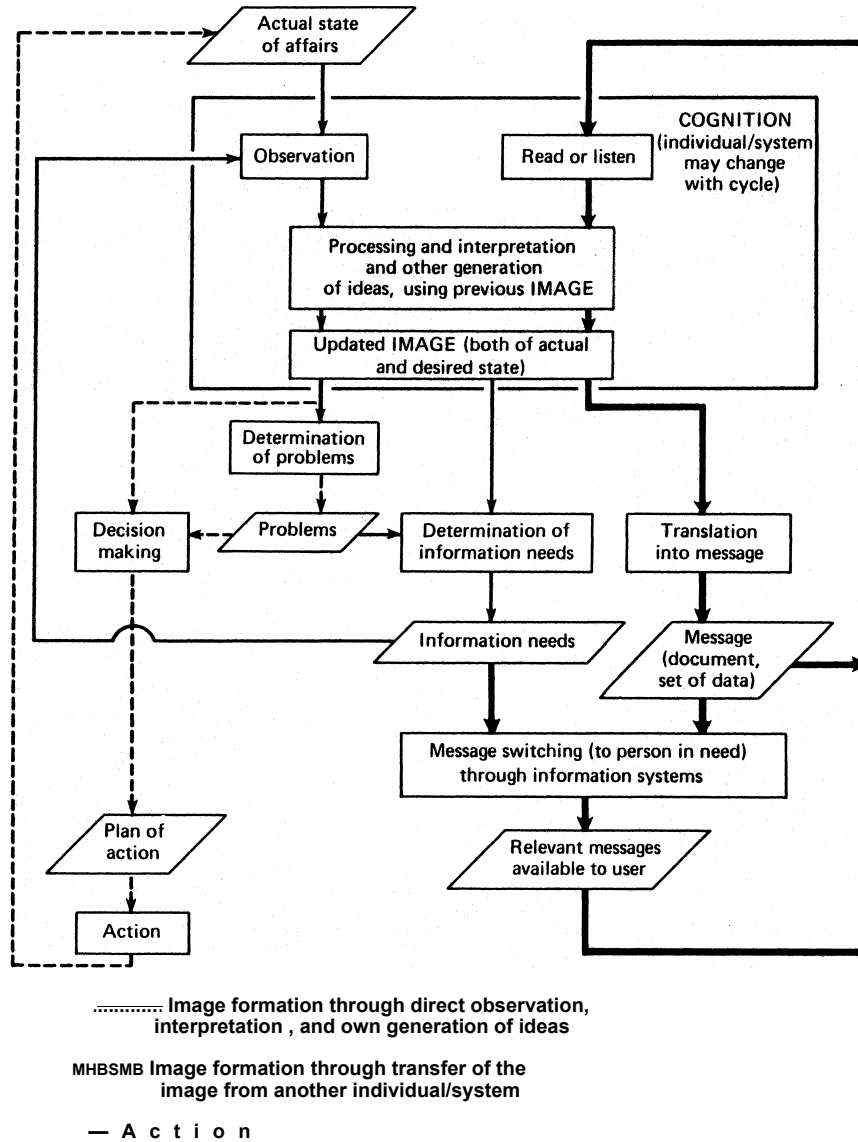 Actual state
of affairs
COGNITION
(individual/system
may change
with cycle)
Observation
Read or listen
Processing and interpretation
and other generation
of ideas, using previous IMAGE
Updated IMAGE (both of actual
and desired state)
Determination
of problems
Decision
making
Problems
Determination of
information needs
Translation
into message
Information needs
Message
(document,
set of data)
Message switching (to person in need)
through information systems
Plan of
action
Relevant messages
available to user
Action
Image formation through direct observation,
interpretation , and own generation of ideas
MHBSMB Image formation through transfer of the
image from another individual/system
— A c t i o n